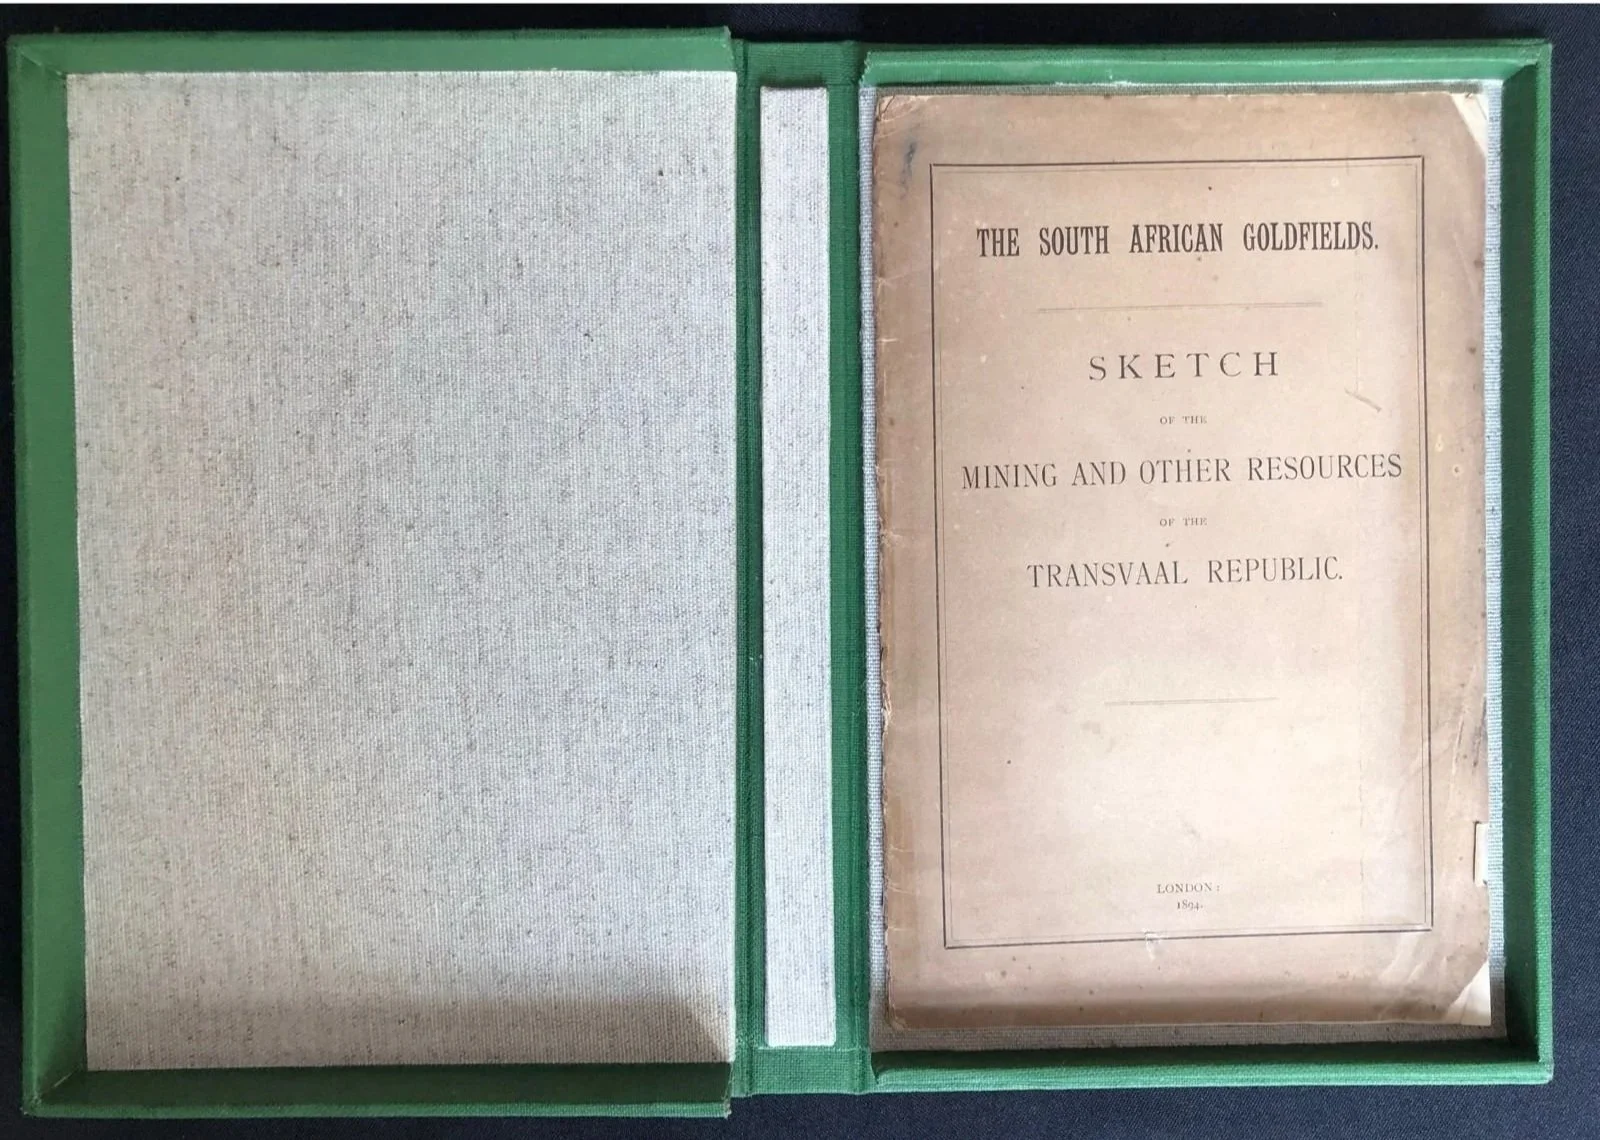 THE SOUTH AFRICAN GOLDFIELDS.
SKETCH
OF THE
MINING AND OTHER RESOURCES
OF THE
TRANSVAAL REPUBLIC.
LONDON:
1894.